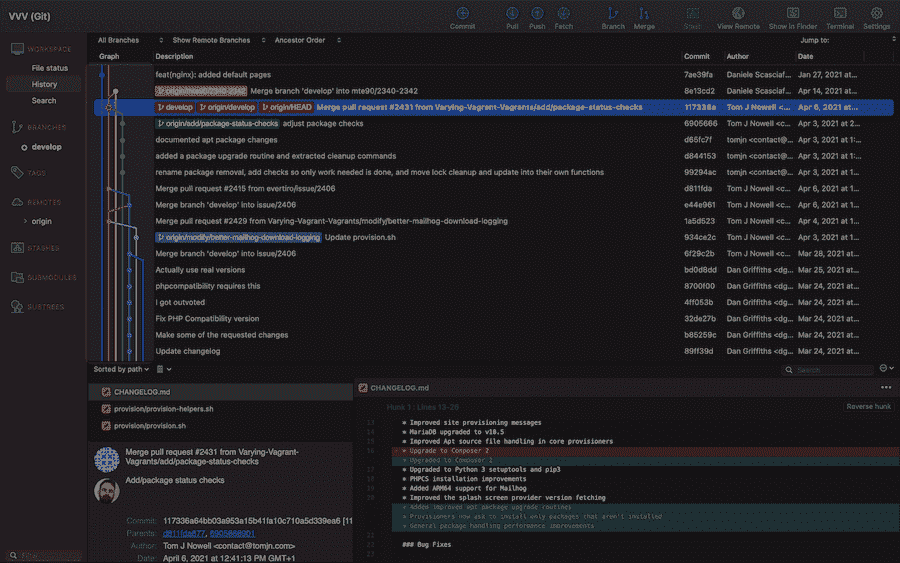 VVV (Git)
Commit Pull Push Fetch Branch Merge Stash View Remote Show in Finder Terminal Settings
All Branches Show Remote Branches Ancestor Order Jump to:
Graph Description Commit Author Date
WORKSPACE
File status
History
Search
BRANCHES
develop
TAGS
REMOTES
origin
STASHES
SUBMODULES
SUBTREES
feat(nginx): added default pages 7ae39fa Daniele Scasciaf... Jan 27, 2021 at...
Merge branch 'develop' into mte90/2340-2342 8e13cd2 Daniele Scasciaf... Apr 14, 2021 at...
develop origin/develop origin/HEAD Merge pull request #2431 from Varying-Vagrant-Vagrants/add/package-status-checks 117336a Tom J Nowell <c... Apr 6, 2021 at...
origin/add/package-status-checks adjust package checks 6905666 Tom J Nowell <c... Apr 3, 2021 at 2...
documented apt package changes d65fc7f tomjn <contact@... Apr 3, 2021 at 1:...
added a package upgrade routine and extracted cleanup commands d844153 tomjn <contact@... Apr 3, 2021 at 1:...
rename package removal, add checks so only work needed is done, and move lock cleanup and update into their own functions 99294ac tomjn <contact@... Apr 3, 2021 at 1:...
Merge pull request #2415 from evertiro/issue/2406 d811fda Tom J Nowell <c... Apr 6, 2021 at...
Merge branch 'develop' into issue/2406 e44e961 Tom J Nowell <c... Apr 6, 2021 at...
Merge pull request #2429 from Varying-Vagrant-Vagrants/modify/better-mailhog-download-logging 1a5d523 Tom J Nowell <c... Apr 4, 2021 at...
origin/modify/better-mailhog-download-logging Update provision.sh 934ce2c Tom J Nowell <c... Apr 3, 2021 at 1...
Merge branch 'develop' into issue/2406 6f29c2b Tom J Nowell <c... Mar 28, 2021 at...
Actually use real versions bd0d8dd Dan Griffiths <dg... Mar 25, 2021 at...
phpcompatibility requires this 8700f00 Dan Griffiths <dg... Mar 24, 2021 at...
I got outvoted 4ff053b Dan Griffiths <dg... Mar 24, 2021 at...
Fix PHP Compatibility version 32de27b Dan Griffiths <dg... Mar 24, 2021 at...
Make some of the requested changes b85259c Dan Griffiths <dg... Mar 24, 2021 at...
Update changelog 89ff39d Dan Griffiths <dg... Mar 24, 2021 at...
Sorted by path Search
CHANGELOG.md
provision/provision-helpers.sh
provision/provision.sh
Merge pull request #2431 from Varying-Vagrant-
Vagrants/add/package-status-checks
Add/package status checks
Commit: 117336a64bb03a953a15b41fa10c710a5d339ea6 [11
Parents:
Author: Tom J Nowell <contact@tomjn.com>
Date: April 6, 2021 at 12:41:13 PM GMT+1
CHANGELOG.md
Hunk 1 : Lines 13-26 Reverse hunk
* Improved site provisioning messages
* MariaDB upgraded to v10.5
* Improved Apt source file handling in core provisioners
* Upgrade to Composer 2
* Upgraded to Composer 2
* Upgraded to Python 3 setuptools and pip3
* PHPCS installation improvements
* Added ARM64 support for Mailhog
* Improved the splash screen provider version fetching
* Added improved apt package upgrade routines
* Provisioners now ask to install only packages that aren't installed
* General package handling performance improvements
### Bug Fixes